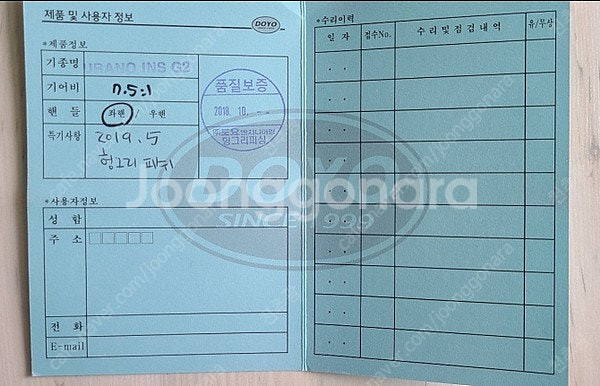 제품 및 사용자 정보
DOYO
*제품정보
기종명 URANO INS G2
기어비 7.5:1
핸 들 좌핸 / 우핸
특기사항 2019. 5
헝그리 피싱
품질보증
2018. 10. - -
헝그리피싱
*사용자정보
성 함
주 소
전 화
E-mail
*수리이력
일 자 접수No. 수 리 및 점 검 내 역 유/무상
DOYO
SINCE 1999
Joonggonara